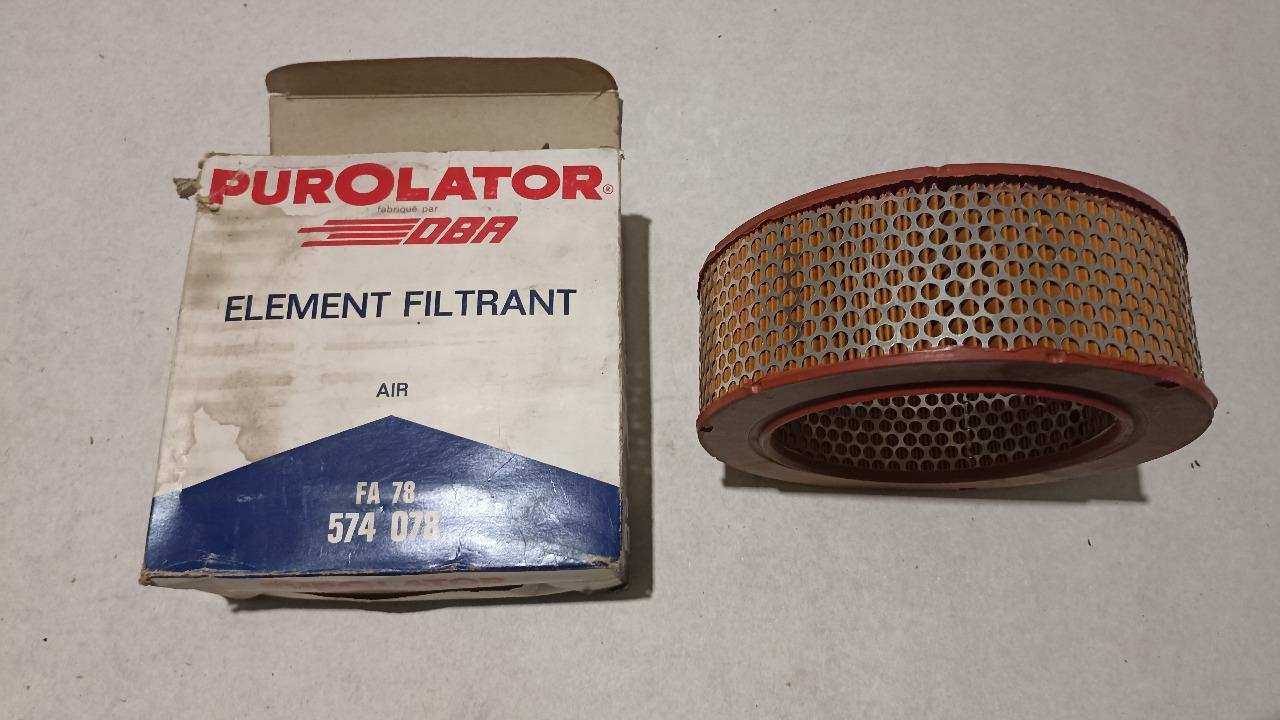 PUROLATOR®
fabriqué par
DBA
ELEMENT FILTRANT
AIR
FA 78
574 078